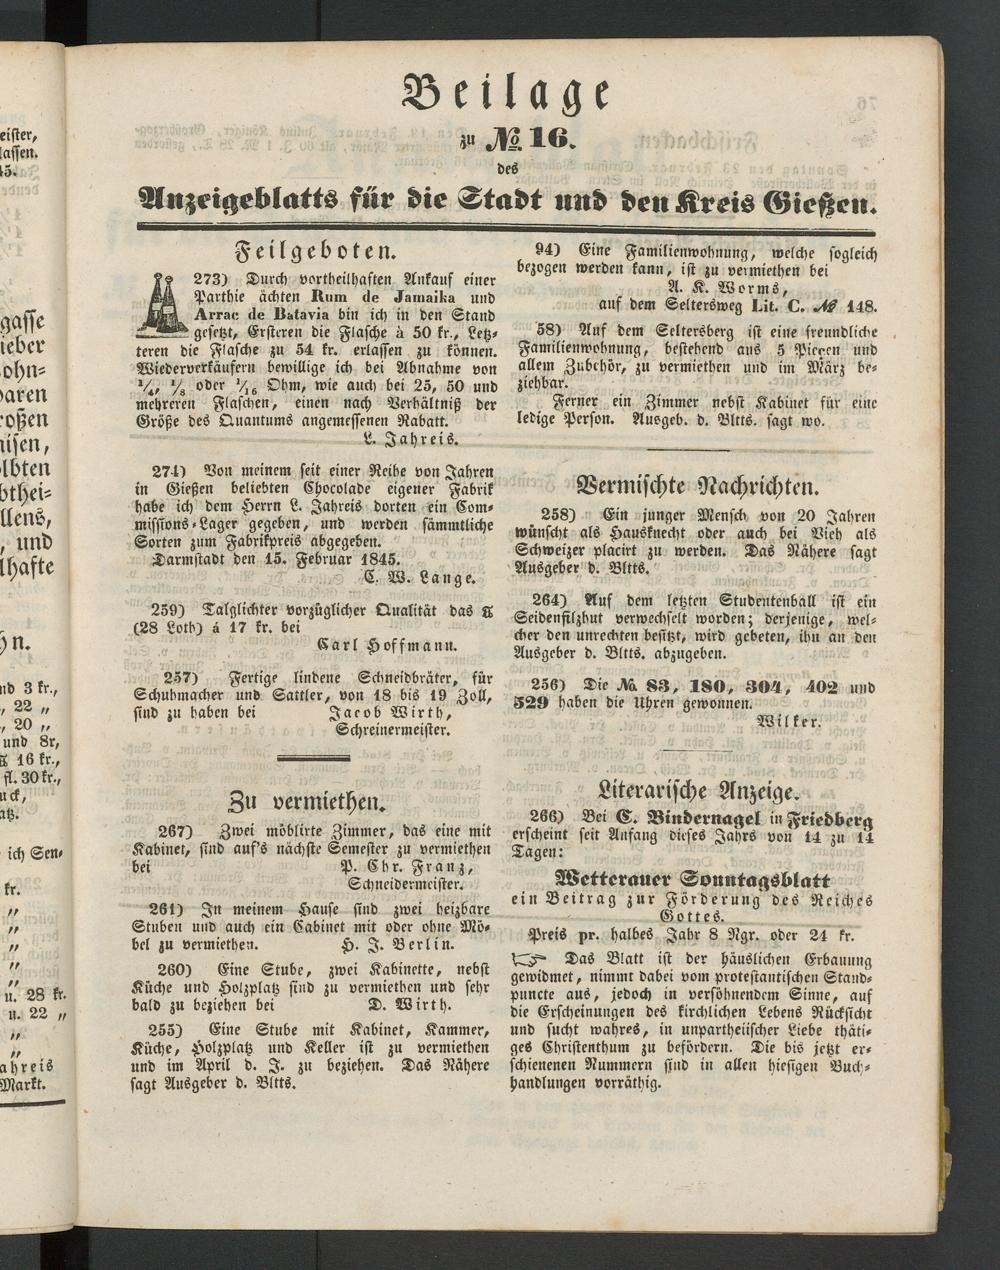 Beilage
zu № 16.
des
Anzeigeblatts für die Stadt und den Kreis Gießen.
Feilgeboten.
273) Durch vortheilhaften Ankauf einer
Parthie ächten Rum de Jamaika und
Arrac de Batavia bin ich in den Stand
gesetzt, Ersteren die Flasche à 50 kr., Letz-
teren die Flasche zu 54 kr. erlassen zu können.
Wiederverkäufern bewillige ich bei Abnahme von
1/4, 1/8 oder 1/16 Ohm, wie auch bei 25, 50 und
mehreren Flaschen, einen nach Verhältniß der
Größe des Quantums angemessenen Rabatt.
L. Jahreis.
274) Von meinem seit einer Reihe von Jahren
in Gießen beliebten Chocolade eigener Fabrik
habe ich dem Herrn L. Jahreis dorten ein Com-
missions-Lager gegeben, und werden sämmtliche
Sorten zum Fabrikpreis abgegeben.
Darmstadt den 15. Februar 1845.
C. W. Lange.
259) Talglichter vorzüglicher Qualität das ℔
(28 Loth) à 17 kr. bei
Carl Hoffmann.
257) Fertige lindene Schneidbräter, für
Schuhmacher und Sattler, von 18 bis 19 Zoll,
sind zu haben bei Jacob Wirth,
Schreinermeister.
Zu vermiethen.
267) Zwei möblirte Zimmer, das eine mit
Kabinet, sind auf's nächste Semester zu vermiethen
bei P. Chr. Franz,
Schneidermeister.
261) In meinem Hause sind zwei heizbare
Stuben und auch ein Cabinet mit oder ohne Mö-
bel zu vermiethen. H. J. Berlin.
260) Eine Stube, zwei Kabinette, nebst
Küche und Holzplatz sind zu vermiethen und sehr
bald zu beziehen bei D. Wirth.
255) Eine Stube mit Kabinet, Kammer,
Küche, Holzplatz und Keller ist zu vermiethen
und im April d. J. zu beziehen. Das Nähere
sagt Ausgeber d. Bltts.
94) Eine Familienwohnung, welche sogleich
bezogen werden kann, ist zu vermiethen bei
A. K. Worms,
auf dem Seltersweg Lit. C. № 148.
58) Auf dem Seltersberg ist eine freundliche
Familienwohnung, bestehend aus 5 Piecen und
allem Zubehör, zu vermiethen und im März be-
ziehbar.
Ferner ein Zimmer nebst Kabinet für eine
ledige Person. Ausgeb. d. Bltts. sagt wo.
Vermischte Nachrichten.
258) Ein junger Mensch von 20 Jahren
wünscht als Hausknecht oder auch bei Vieh als
Schweizer placirt zu werden. Das Nähere sagt
Ausgeber d. Bltts.
264) Auf dem letzten Studentenball ist ein
Seidenfilzhut verwechselt worden; derjenige, wel-
cher den unrechten besitzt, wird gebeten, ihn an den
Ausgeber d. Bltts. abzugeben.
256) Die № 83, 180, 304, 402 und
529 haben die Uhren gewonnen.
Wilker.
Literarische Anzeige.
266) Bei C. Bindernagel in Friedberg
erscheint seit Anfang dieses Jahrs von 14 zu 14
Tagen:
Wetterauer Sonntagsblatt
ein Beitrag zur Förderung des Reiches
Gottes.
Preis pr. halbes Jahr 8 Ngr. oder 24 kr.
☞ Das Blatt ist der häuslichen Erbauung
gewidmet, nimmt dabei vom protestantischen Stand-
puncte aus, jedoch in versöhnendem Sinne, auf
die Erscheinungen des kirchlichen Lebens Rücksicht
und sucht wahres, in unpartheiischer Liebe thäti-
ges Christenthum zu befördern. Die bis jetzt er-
schienenen Nummern sind in allen hiesigen Buch-
handlungen vorräthig.